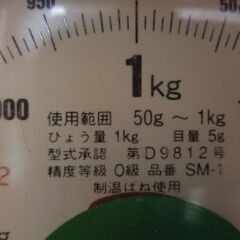 950
50
1kg
000
使用範囲 50g ～ 1kg
ひょう量 1kg 目量 5g
型式承認 第D9812号
精度等級 O級 品番 SM-
制温ばね使用
2
g